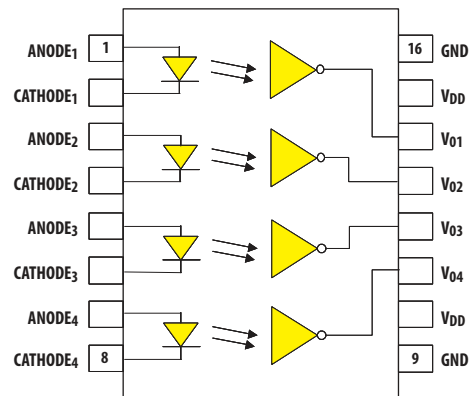 ANODE1 1 16 GND
CATHODE1 VDD
ANODE2 V01
CATHODE2 V02
ANODE3 V03
CATHODE3 V04
ANODE4 VDD
CATHODE4 8 9 GND